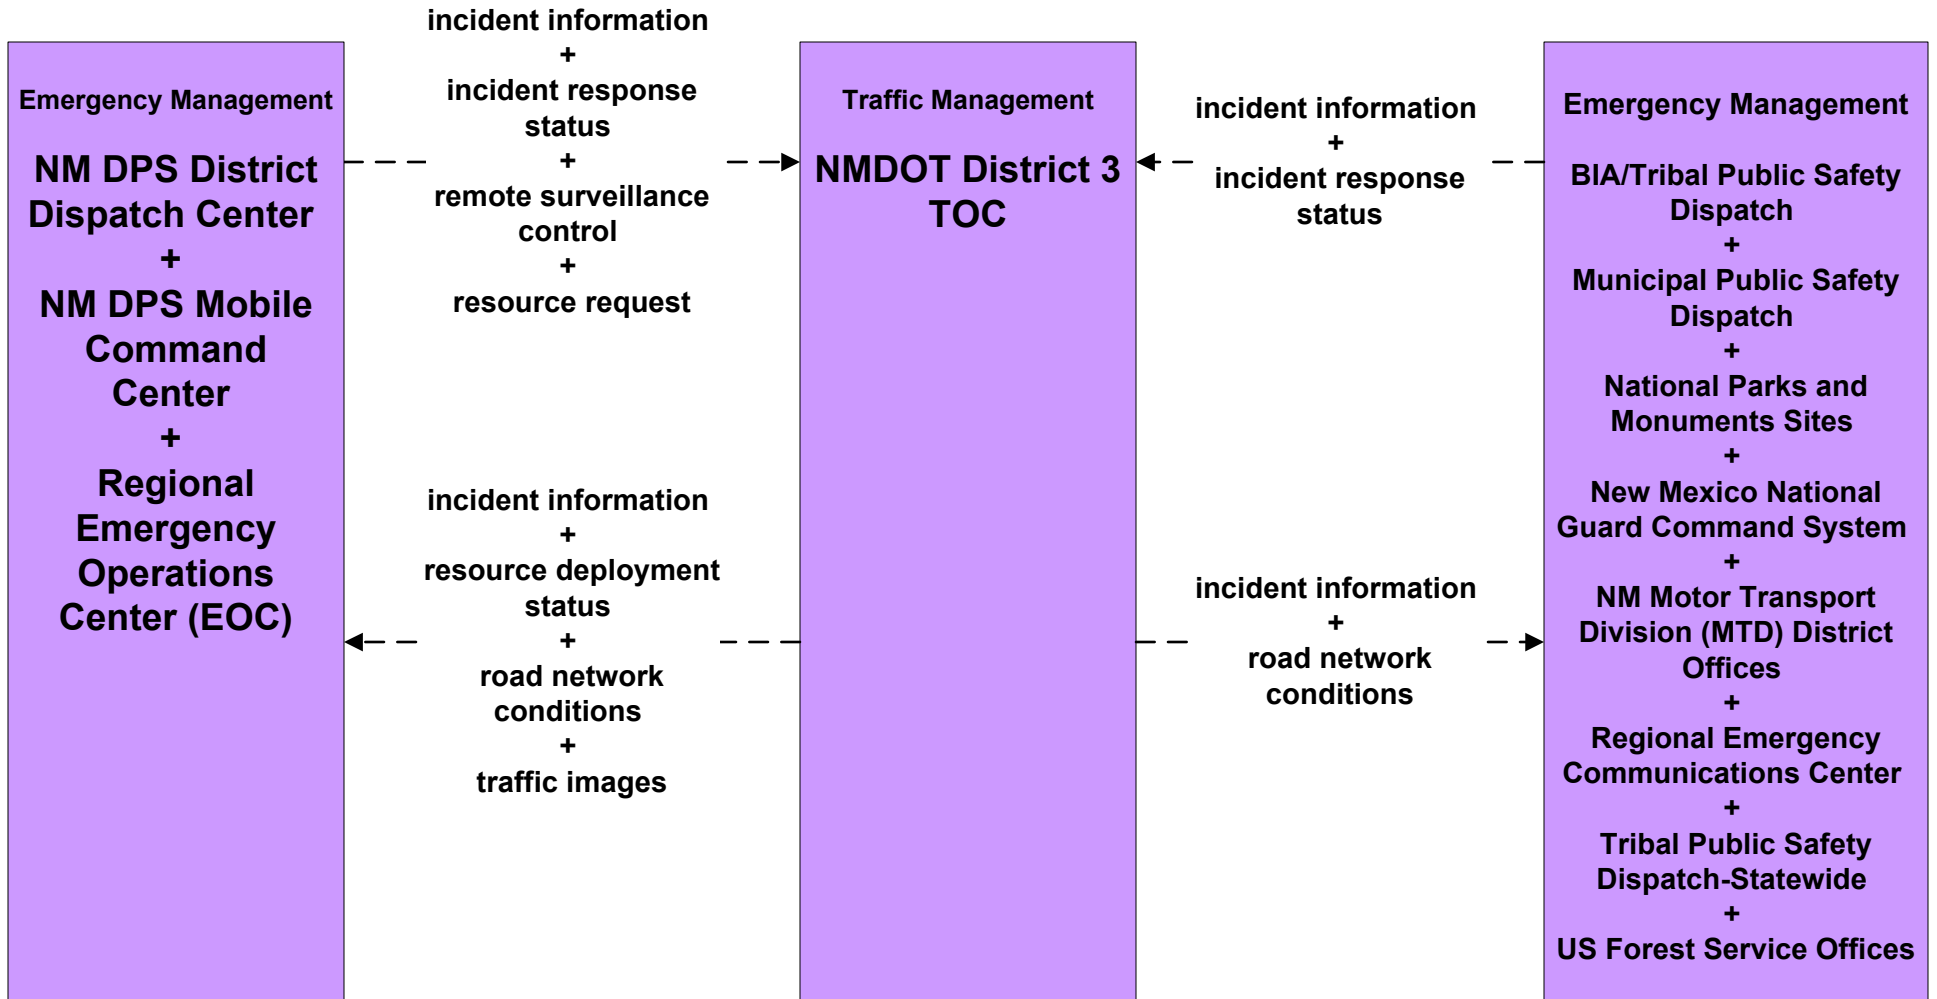 Emergency Management
NM DPS District
Dispatch Center
+
NM DPS Mobile
Command
Center
+
Regional
Emergency
Operations
Center (EOC)
incident information
+
incident response
status
+
remote surveillance
control
+
resource request
incident information
+
resource deployment
status
+
road network
conditions
+
traffic images
Traffic Management
NMDOT District 3
TOC
incident information
+
incident response
status
incident information
+
road network
conditions
Emergency Management
BIA/Tribal Public Safety
Dispatch
+
Municipal Public Safety
Dispatch
+
National Parks and
Monuments Sites
+
New Mexico National
Guard Command System
+
NM Motor Transport
Division (MTD) District
Offices
+
Regional Emergency
Communications Center
+
Tribal Public Safety
Dispatch-Statewide
+
US Forest Service Offices